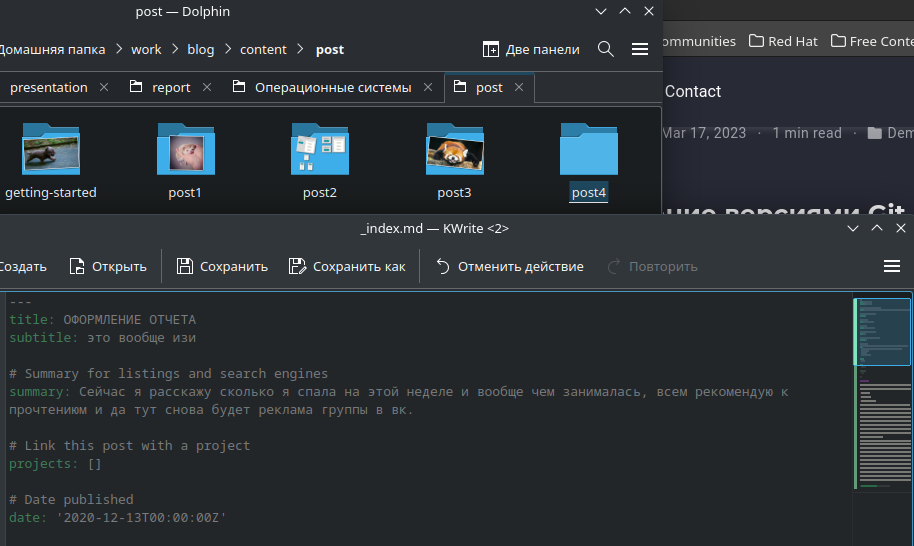 post — Dolphin
Домашняя папка > work > blog > content > post
Две панели
presentation
report
Операционные системы
post
getting-started
post1
post2
post3
post4
ommunities
Red Hat
Free Conte
Contact
Mar 17, 2023 · 1 min read ·
Dem
ние версиями Git
_index.md — KWrite <2>
Создать
Открыть
Сохранить
Сохранить как
Отменить действие
Повторить
---
title: ОФОРМЛЕНИЕ ОТЧЕТА
subtitle: это вообще изи
# Summary for listings and search engines
summary: Сейчас я расскажу сколько я спала на этой неделе и вообще чем занималась, всем рекомендую к
прочтениюм и да тут снова будет реклама группы в вк.
# Link this post with a project
projects: []
# Date published
date: '2020-12-13T00:00:00Z'